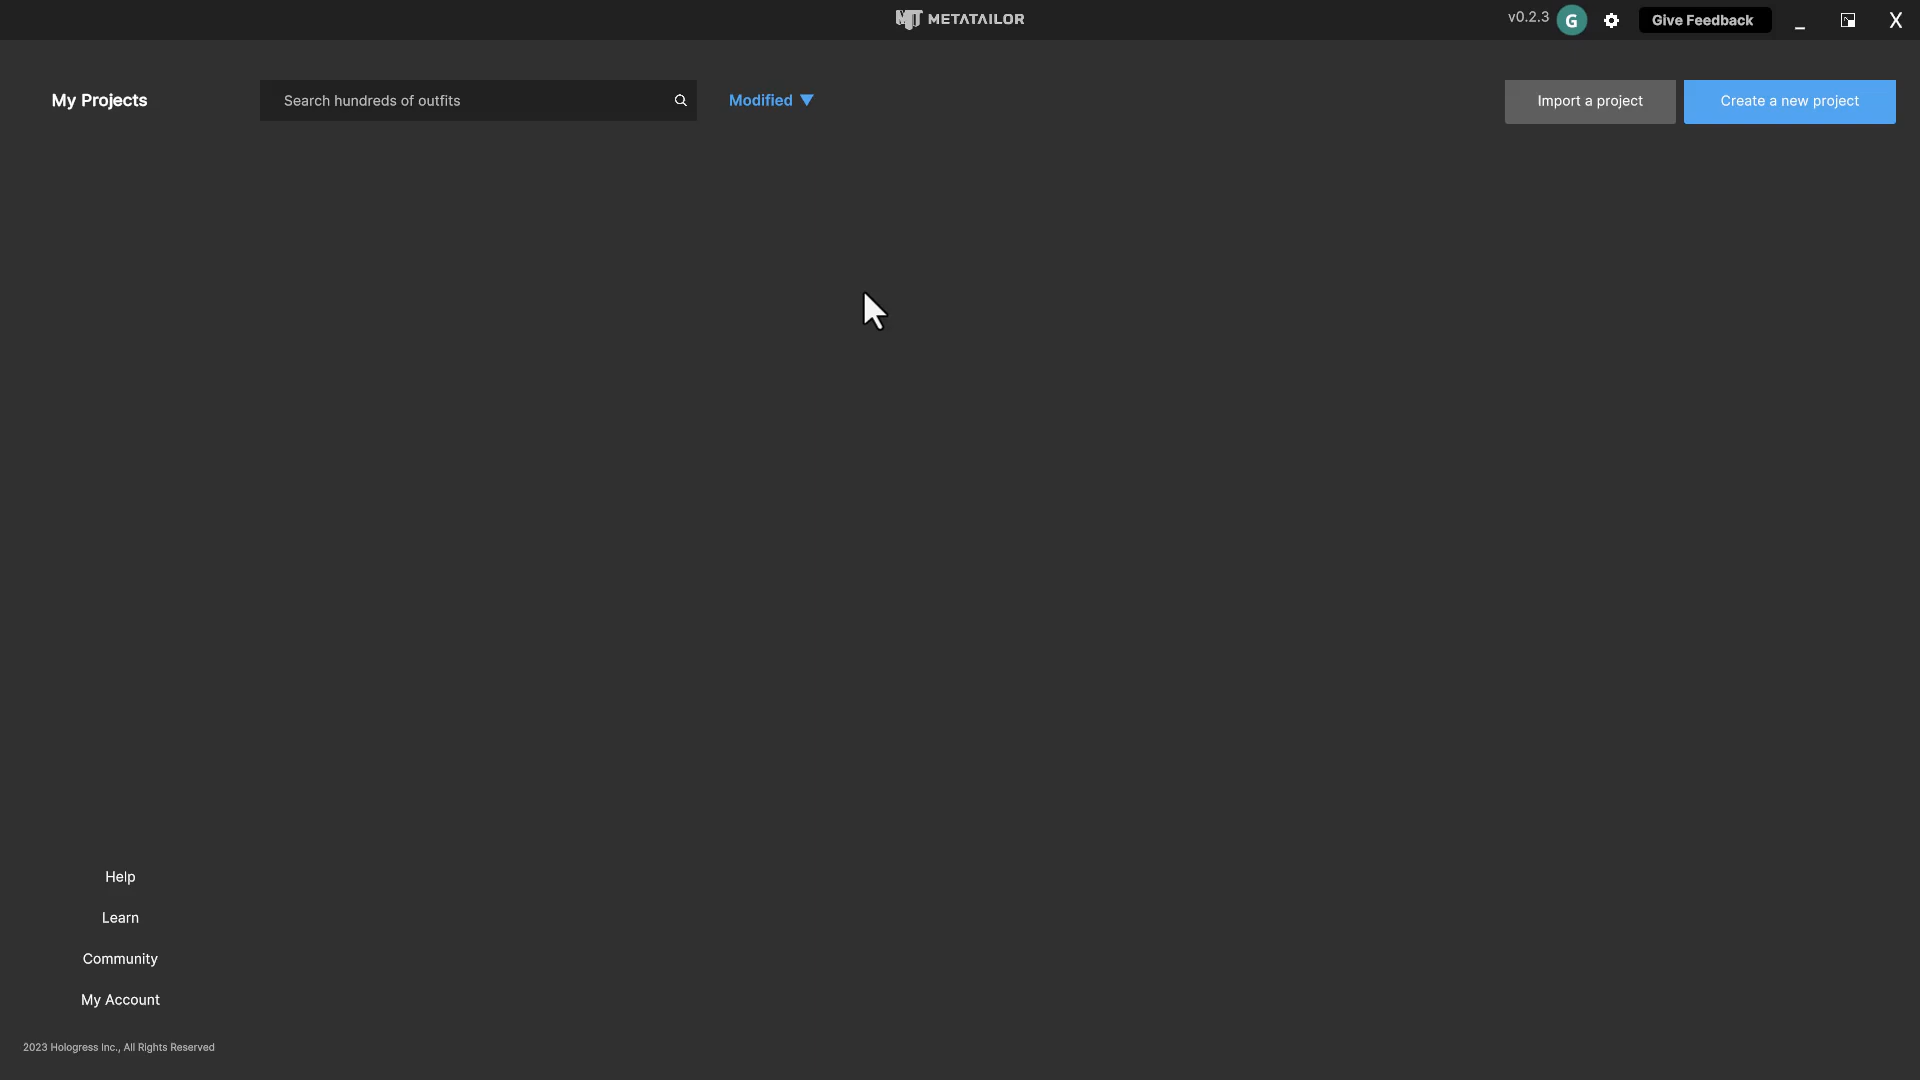 METATAILOR
v0.2.3
G
Give Feedback
My Projects
Search hundreds of outfits
Modified
Import a project
Create a new project
Help
Learn
Community
My Account
2023 Hologress Inc., All Rights Reserved